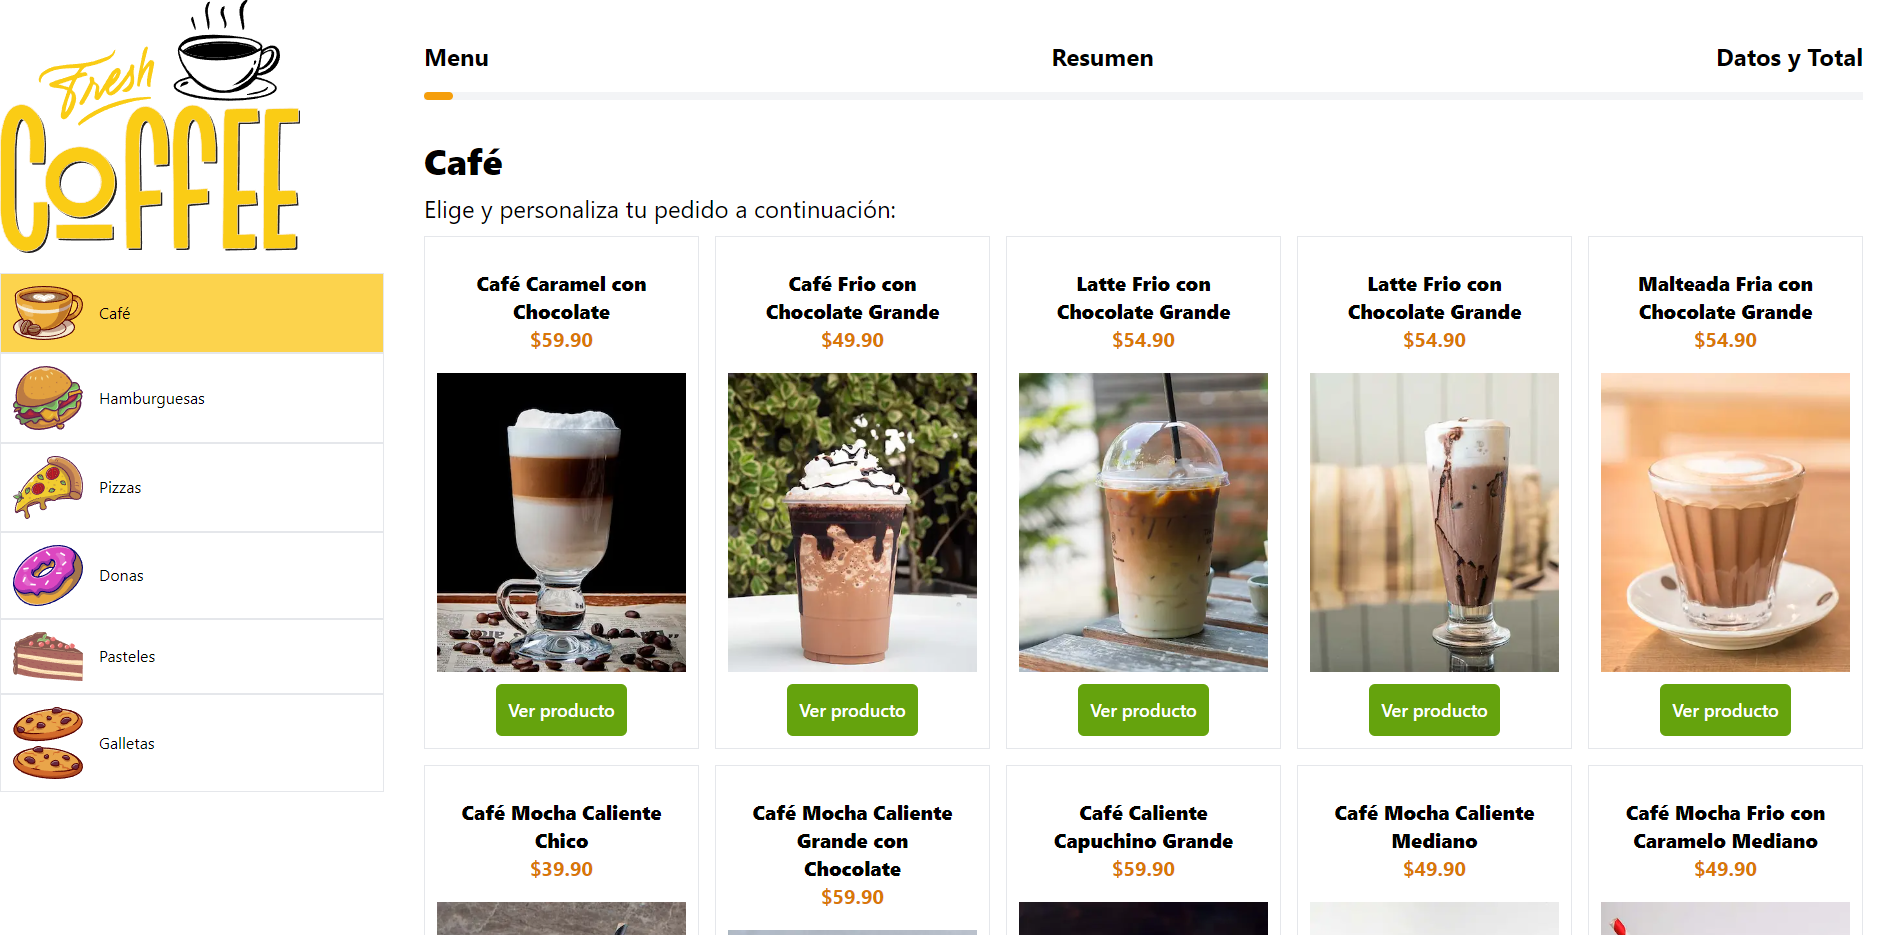 Fresh
COFFEE
Café
Hamburguesas
Pizzas
Donas
Pasteles
Galletas
Menu
Resumen
Datos y Total
Café
Elige y personaliza tu pedido a continuación:
Café Caramel con
Chocolate
$59.90
Ver producto
Café Frio con
Chocolate Grande
$49.90
Ver producto
Latte Frio con
Chocolate Grande
$54.90
Ver producto
Latte Frio con
Chocolate Grande
$54.90
Ver producto
Malteada Fria con
Chocolate Grande
$54.90
Ver producto
Café Mocha Caliente
Chico
$39.90
Café Mocha Caliente
Grande con
Chocolate
$59.90
Café Caliente
Capuchino Grande
$59.90
Café Mocha Caliente
Mediano
$49.90
Café Mocha Frio con
Caramelo Mediano
$49.90